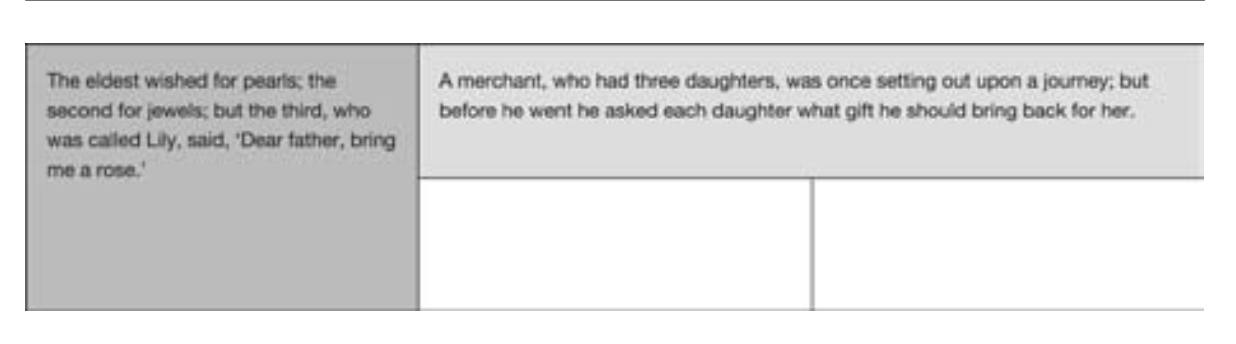 The eldest wished for pearls; the
second for jewels; but the third, who
was called Lily, said, 'Dear father, bring
me a rose.'
A merchant, who had three daughters, was once setting out upon a journey; but
before he went he asked each daughter what gift he should bring back for her.